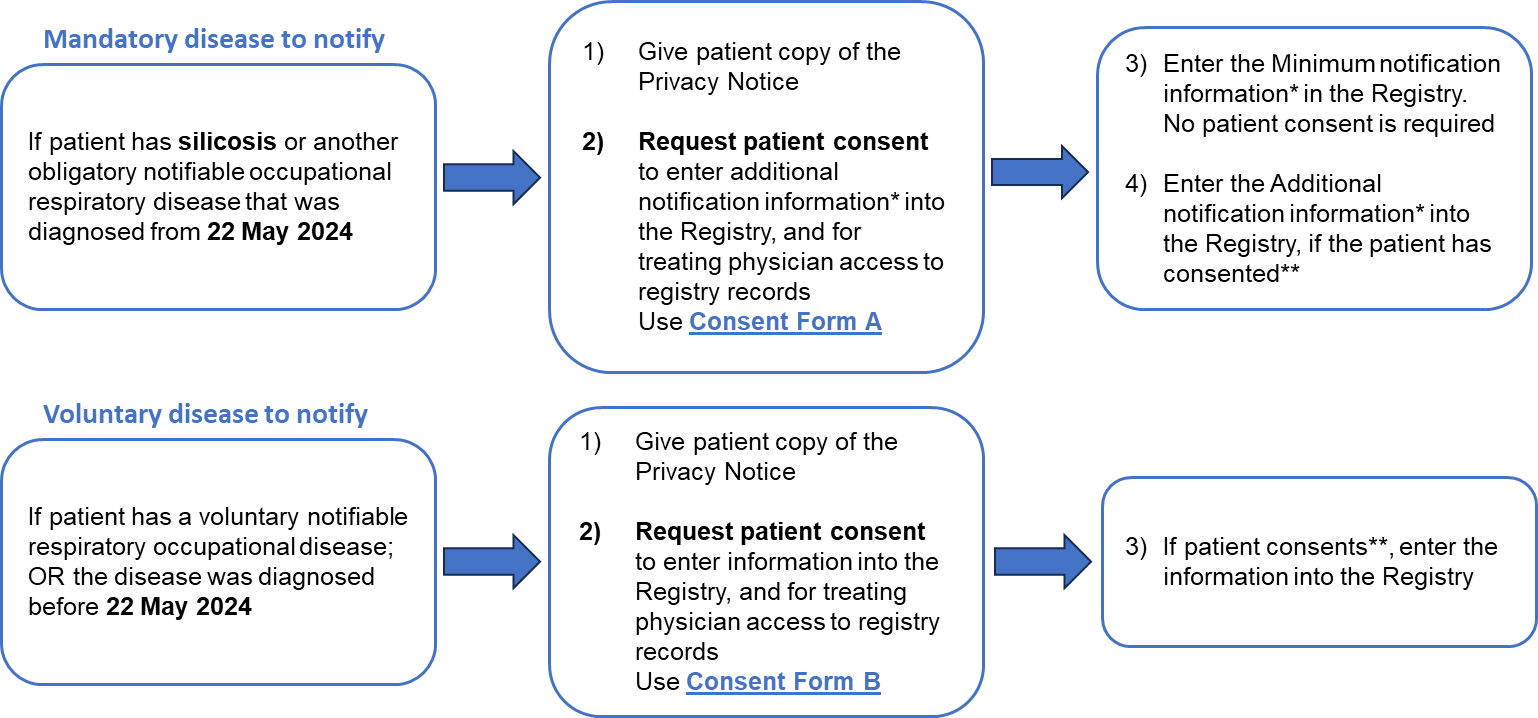 Mandatory disease to notify
If patient has silicosis or another
obligatory notifiable occupational
respiratory disease that was
diagnosed from 22 May 2024
1) Give patient copy of the
Privacy Notice
2) Request patient consent
to enter additional
notification information* into
the Registry, and for
treating physician access to
registry records
Use Consent Form A
3) Enter the Minimum notification
information* in the Registry.
No patient consent is required
4) Enter the Additional
notification information* into
the Registry, if the patient has
consented**
Voluntary disease to notify
If patient has a voluntary notifiable
respiratory occupational disease;
OR the disease was diagnosed
before 22 May 2024
1) Give patient copy of the
Privacy Notice
2) Request patient consent
to enter information into the
Registry, and for treating
physician access to registry
records
Use Consent Form B
3) If patient consents**, enter the
information into the Registry